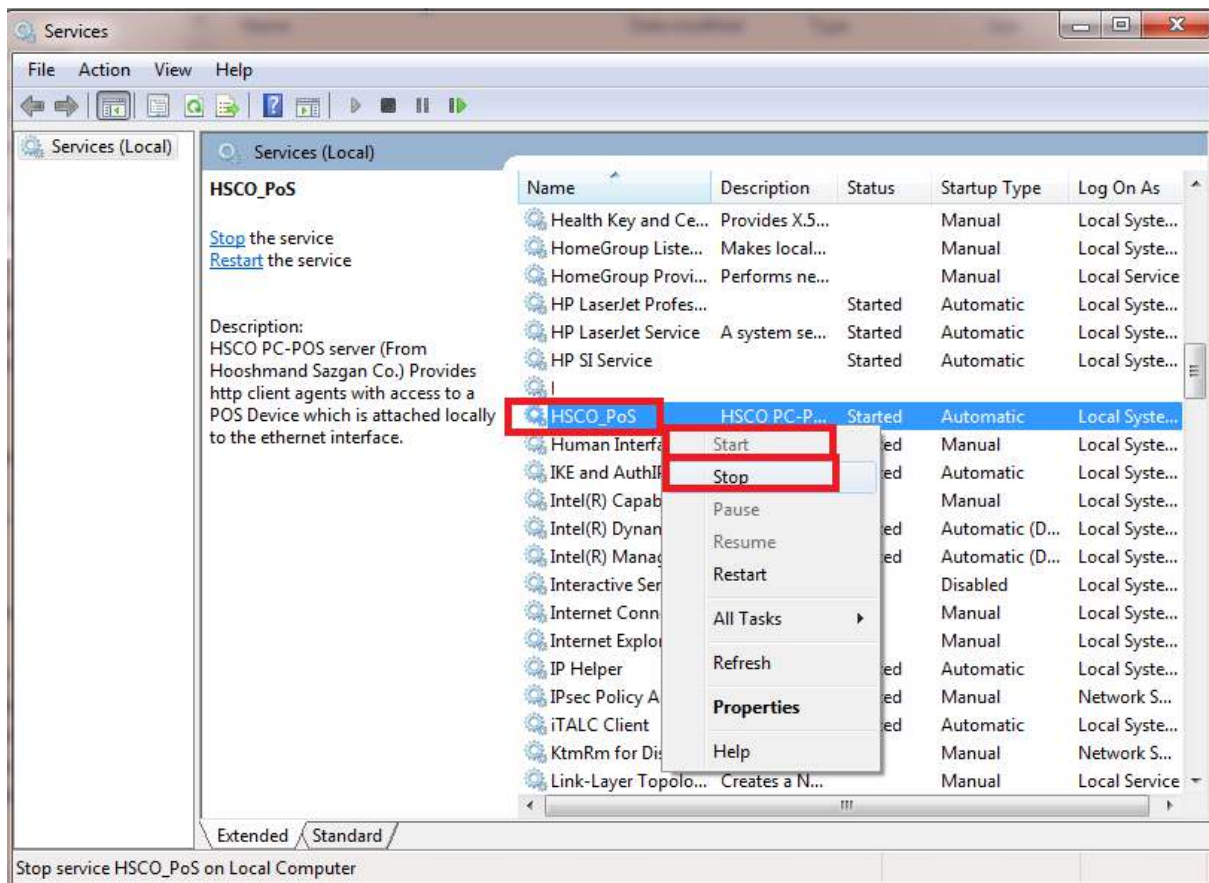 Services
File Action View Help
Services (Local)
Services (Local)
HSCO_PoS
Stop the service
Restart the service
Description:
HSCO PC-POS server (From
Hooshmand Sazgan Co.) Provides
http client agents with access to a
POS Device which is attached locally
to the ethernet interface.
Name Description Status Startup Type Log On As
Health Key and Ce... Provides X.5... Manual Local Syste...
HomeGroup Liste... Makes local... Manual Local Syste...
HomeGroup Provi... Performs ne... Manual Local Service
HP LaserJet Profes... Started Automatic Local Syste...
HP LaserJet Service A system se... Started Automatic Local Syste...
HP SI Service Started Automatic Local Syste...
HSCO_PoS HSCO PC-P... Started Automatic Local Syste...
Human Interfa ed Manual Local Syste...
IKE and AuthIP ed Automatic Local Syste...
Intel(R) Capab Manual Local Syste...
Intel(R) Dynan ed Automatic (D... Local Syste...
Intel(R) Manag ed Automatic (D... Local Syste...
Interactive Ser Disabled Local Syste...
Internet Conn Manual Local Syste...
Internet Explo Manual Local Syste...
IP Helper ed Automatic Local Syste...
IPsec Policy A ed Manual Network S...
iTALC Client ed Automatic Local Syste...
KtmRm for Dis Manual Network S...
Link-Layer Topolo... Creates a N... Manual Local Service
Start
Stop
Pause
Resume
Restart
All Tasks
Refresh
Properties
Help
Extended Standard
Stop service HSCO_PoS on Local Computer